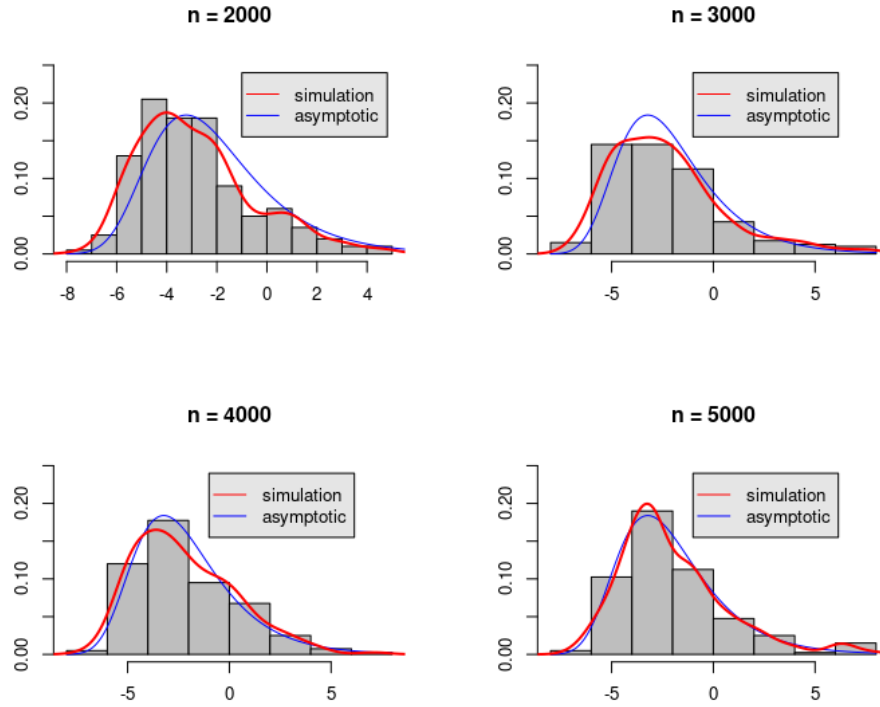 n = 2000
simulation
asymptotic
0.00 0.10 0.20
-8 -6 -4 -2 0 2 4
n = 3000
simulation
asymptotic
0.00 0.10 0.20
-5 0 5
n = 4000
simulation
asymptotic
0.00 0.10 0.20
-5 0 5
n = 5000
simulation
asymptotic
0.00 0.10 0.20
-5 0 5